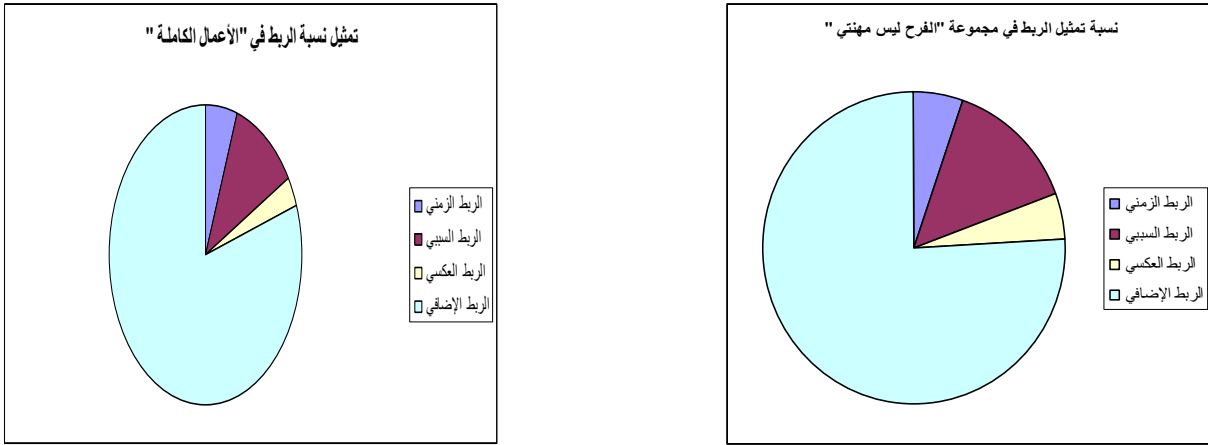 نسبة تمثيل الربط في مجموعة "الفرح ليس مهنتي "
الربط الزمني
الربط السببي
الربط العكسي
الربط الإضافي
تمثيل نسبة الربط في "الأعمال الكاملة "
الربط الزمني
الربط السببي
الربط العكسي
الربط الإضافي